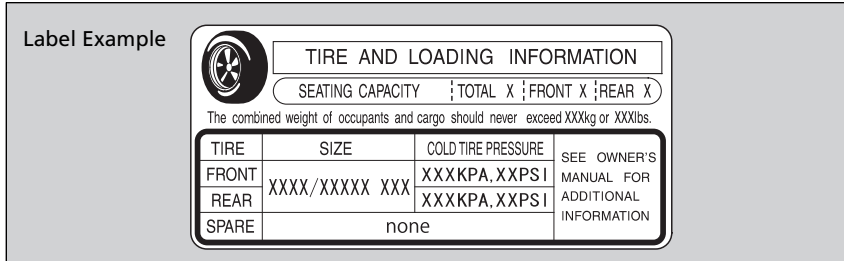 Label Example
TIRE AND LOADING INFORMATION
SEATING CAPACITY TOTAL X FRONT X REAR X
The combined weight of occupants and cargo should never exceed XXXkg or XXXlbs.
TIRE SIZE COLD TIRE PRESSURE SEE OWNER'S MANUAL FOR ADDITIONAL INFORMATION
FRONT XXXX/XXXXX XXX XXXKPA,XXPSI
REAR XXXKPA,XXPSI
SPARE none